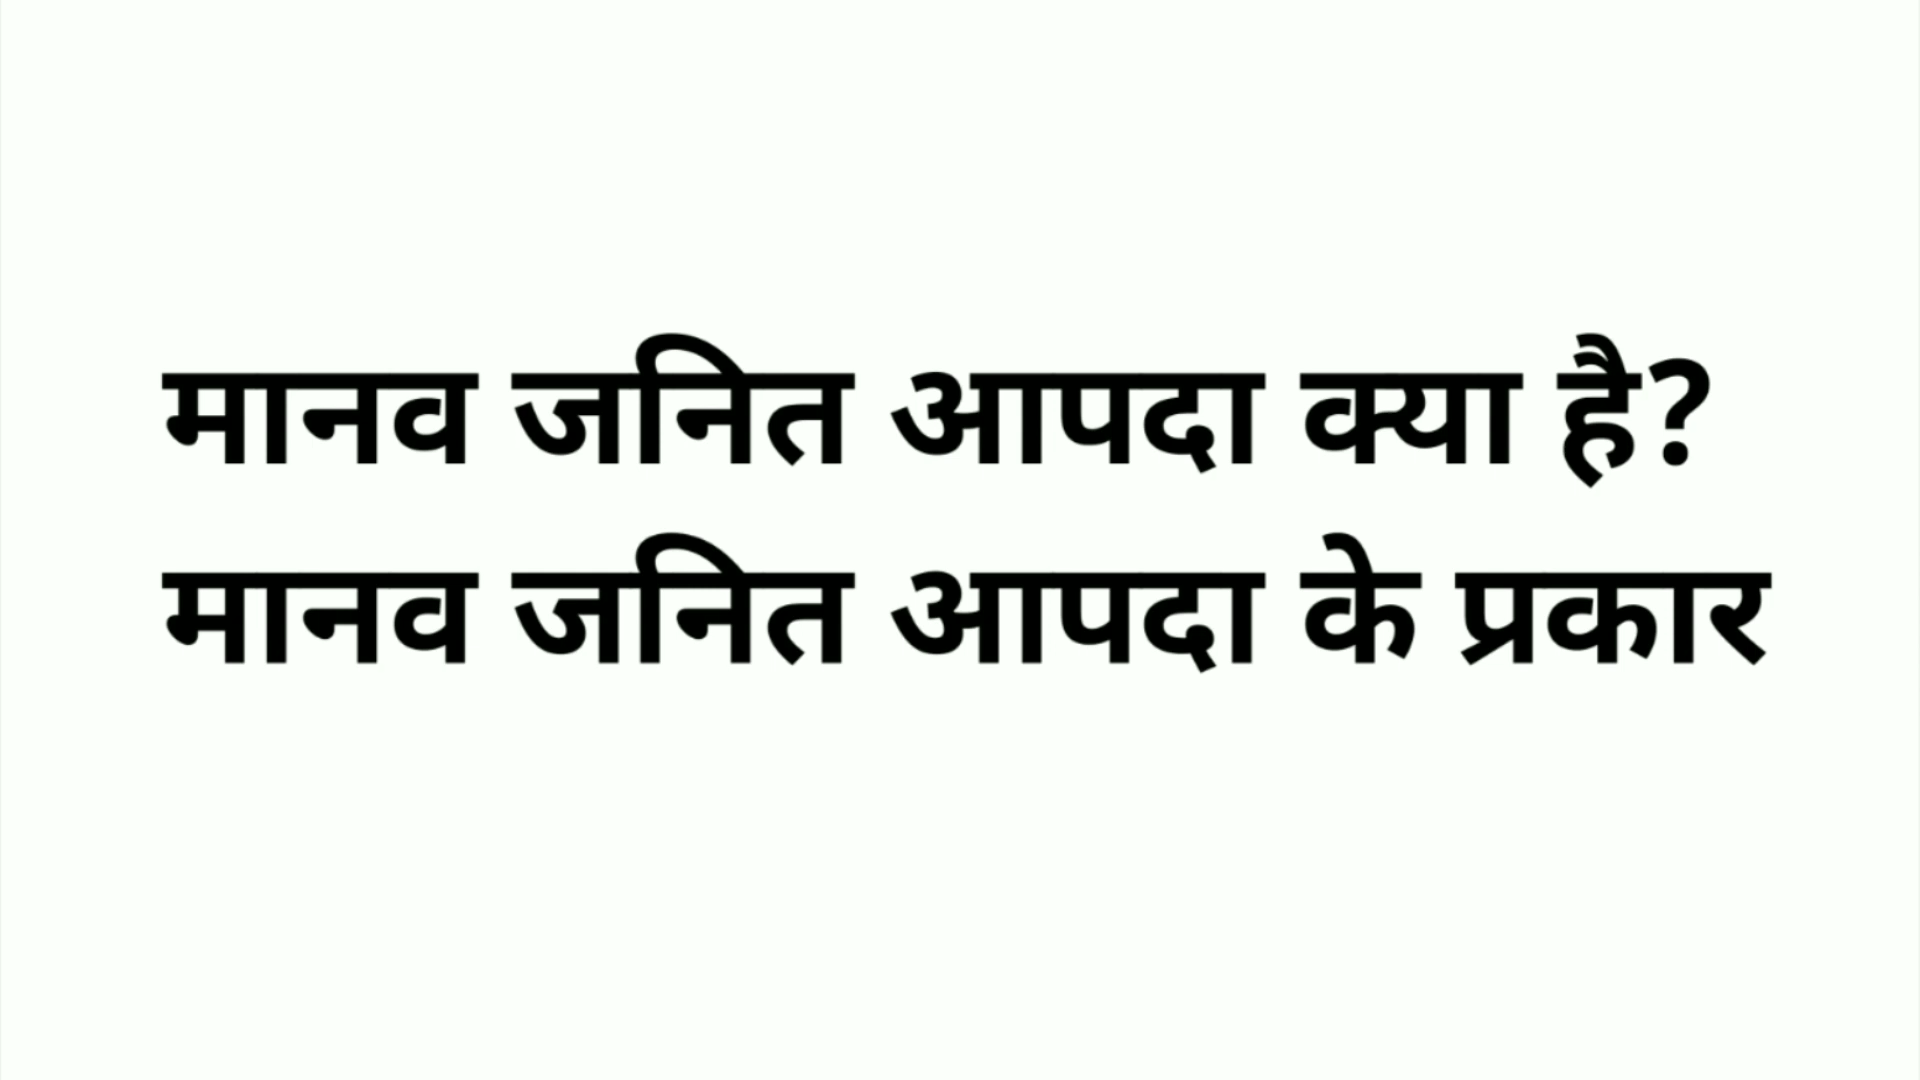 मानव जनित आपदा क्या है?
मानव जनित आपदा के प्रकार